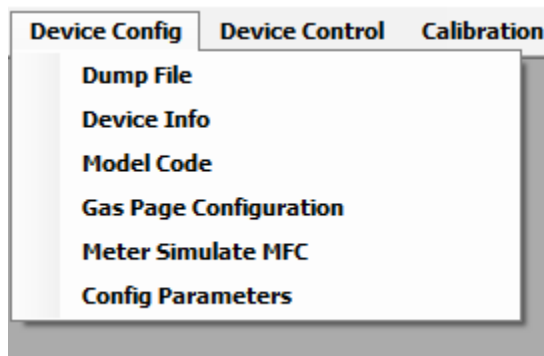 Device Config Device Control Calibration
Dump File
Device Info
Model Code
Gas Page Configuration
Meter Simulate MFC
Config Parameters